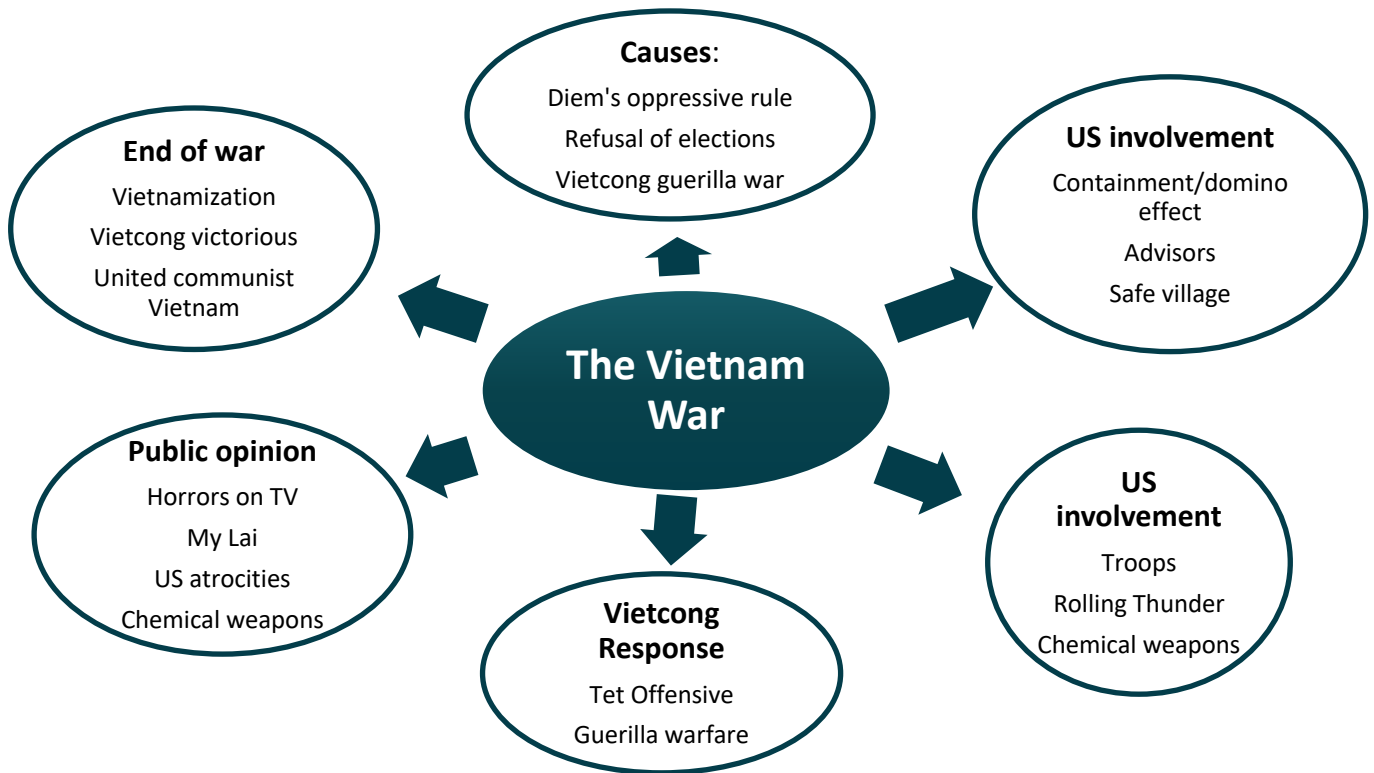 Causes:
Diem's oppressive rule
Refusal of elections
Vietcong guerilla war
US involvement
Containment/domino
effect
Advisors
Safe village
US
involvement
Troops
Rolling Thunder
Chemical weapons
Vietcong
Response
Tet Offensive
Guerilla warfare
Public opinion
Horrors on TV
My Lai
US atrocities
Chemical weapons
End of war
Vietnamization
Vietcong victorious
United communist
Vietnam
The Vietnam
War